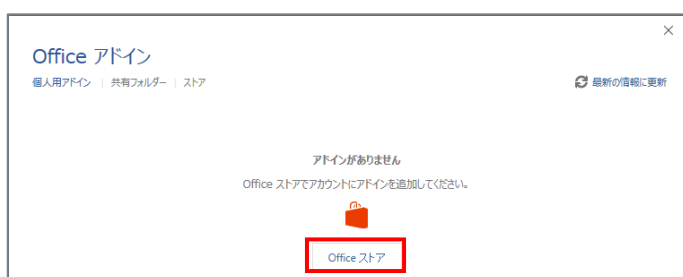 Office アドイン
個人用アドイン | 共有フォルダー | ストア
最新の情報に更新
アドインがありません
Office ストアでアカウントにアドインを追加してください。
Office ストア